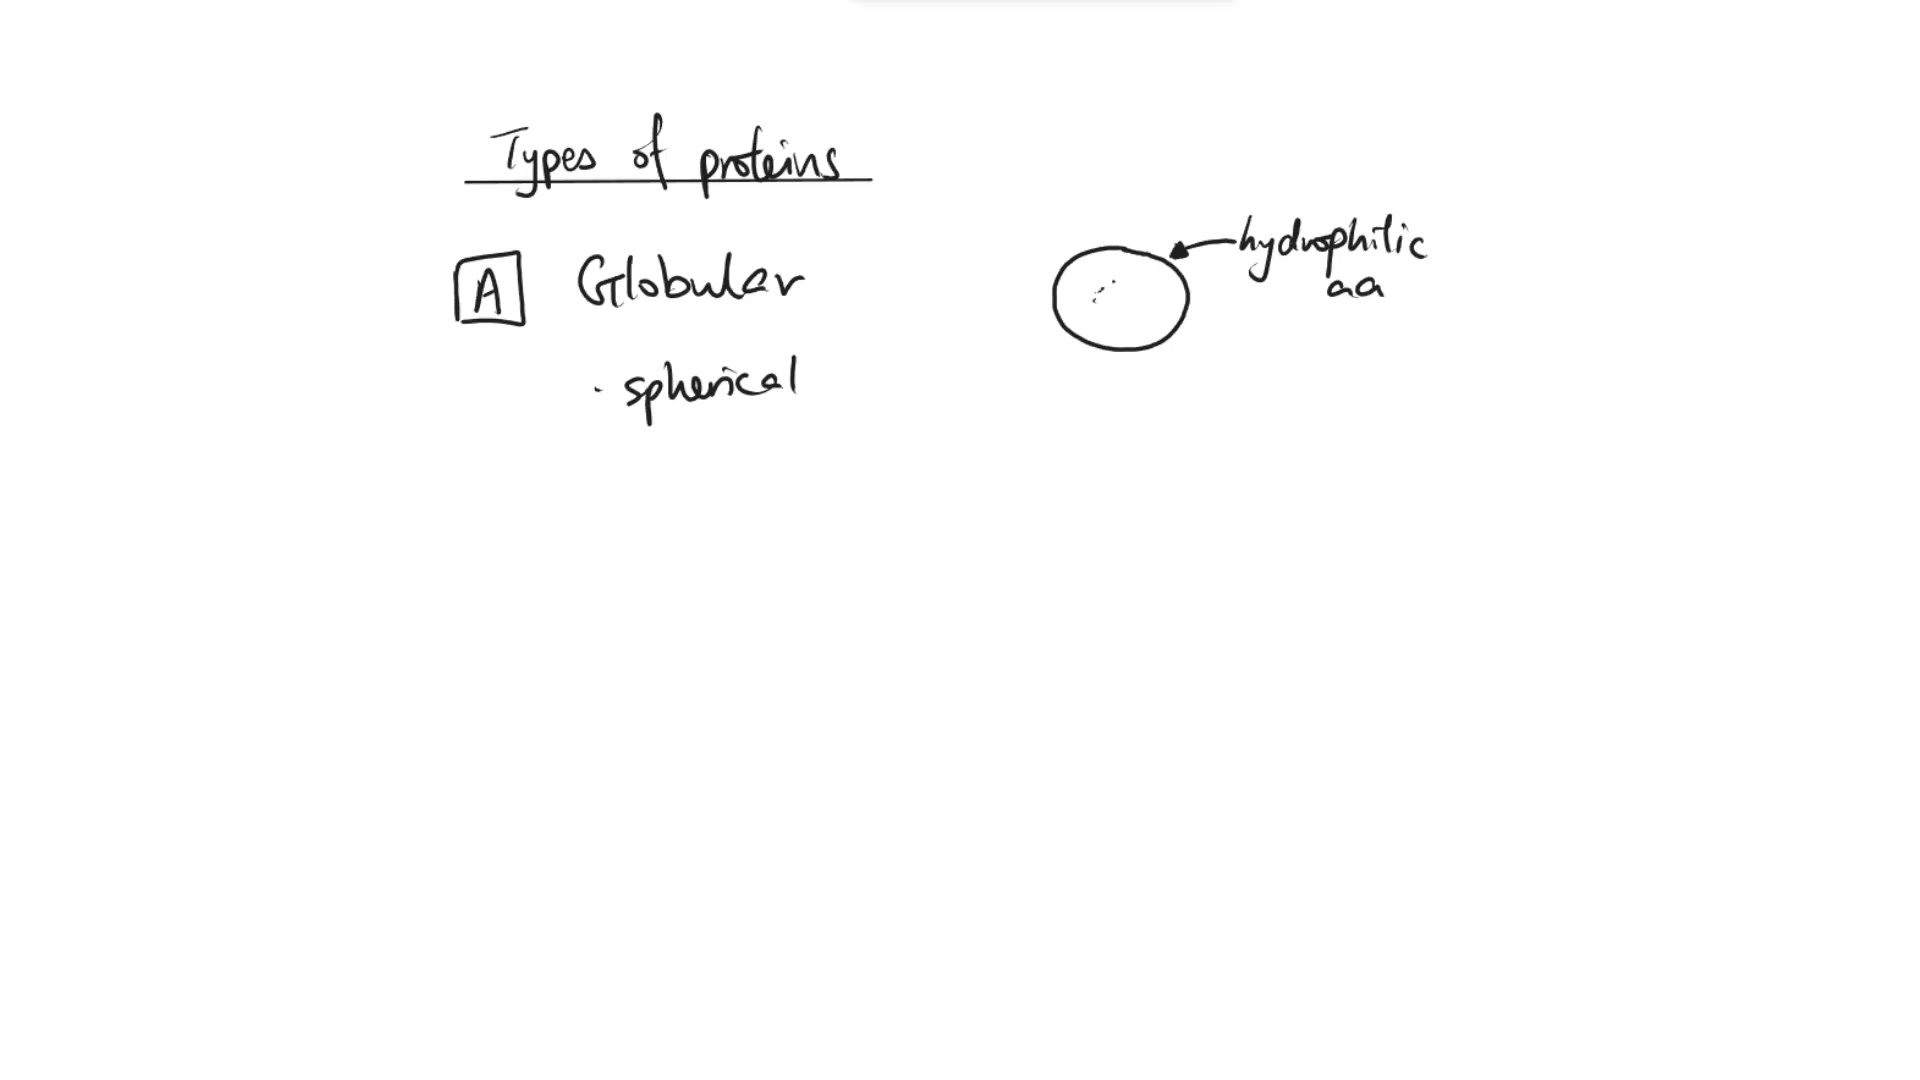 Types of proteins
A Globular
· spherical
hydrophilic
aa